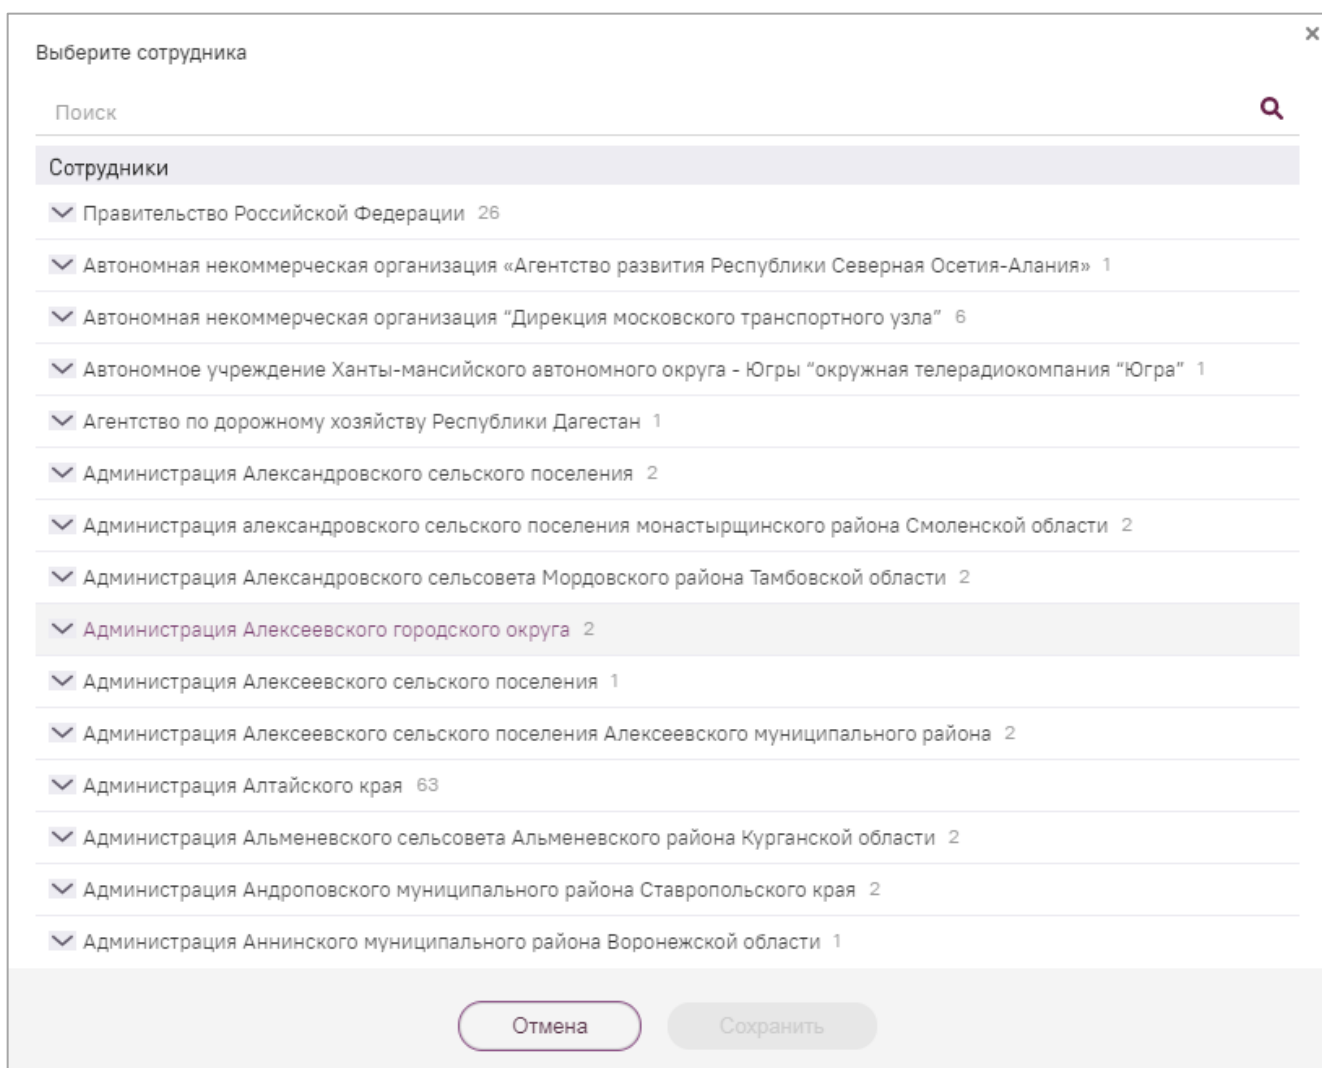 Выберите сотрудника
Поиск
Сотрудники
Правительство Российской Федерации 26
Автономная некоммерческая организация «Агентство развития Республики Северная Осетия-Алания» 1
Автономная некоммерческая организация “Дирекция московского транспортного узла” 6
Автономное учреждение Ханты-мансийского автономного округа - Югры “окружная телерадиокомпания “Югра” 1
Агентство по дорожному хозяйству Республики Дагестан 1
Администрация Александровского сельского поселения 2
Администрация александровского сельского поселения монастырщинского района Смоленской области 2
Администрация Александровского сельсовета Мордовского района Тамбовской области 2
Администрация Алексеевского городского округа 2
Администрация Алексеевского сельского поселения 1
Администрация Алексеевского сельского поселения Алексеевского муниципального района 2
Администрация Алтайского края 63
Администрация Альменевского сельсовета Альменевского района Курганской области 2
Администрация Андроповского муниципального района Ставропольского края 2
Администрация Аннинского муниципального района Воронежской области 1
Отмена Сохранить